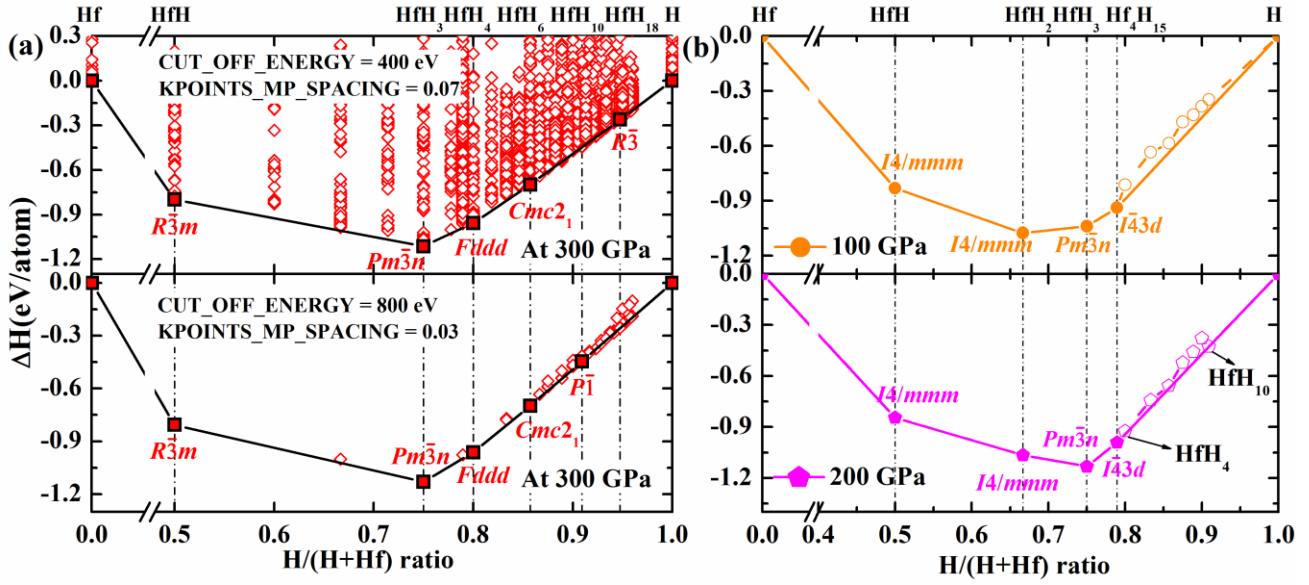 Hf HfH HfH3 HfH4 HfH6 HfH10 HfH18 H
(a)
CUT_OFF_ENERGY = 400 eV
KPOINTS_MP_SPACING = 0.07
0.3
0.0
-0.3
-0.6
-0.9
-1.2
R3̄m
Pm3̄n
Fddd
Cmc2₁
R3̄
At 300 GPa
CUT_OFF_ENERGY = 800 eV
KPOINTS_MP_SPACING = 0.03
0.0
-0.3
-0.6
-0.9
-1.2
R3̄m
Pm3̄n
Fddd
Cmc2₁
P1̄
At 300 GPa
ΔH(eV/atom)
0.0 0.5 0.6 0.7 0.8 0.9 1.0
H/(H+Hf) ratio
Hf HfH HfH2 HfH3 Hf4H15 H
(b)
0.0
-0.3
-0.6
-0.9
-1.2
I4/mmm
I4/mmm
Pm3̄n
I4̄3d
100 GPa
0.0
-0.3
-0.6
-0.9
-1.2
I4/mmm
I4/mmm
Pm3̄n
I4̄3d
HfH10
HfH4
200 GPa
0.0 0.4 0.5 0.6 0.7 0.8 0.9 1.0
H/(H+Hf) ratio